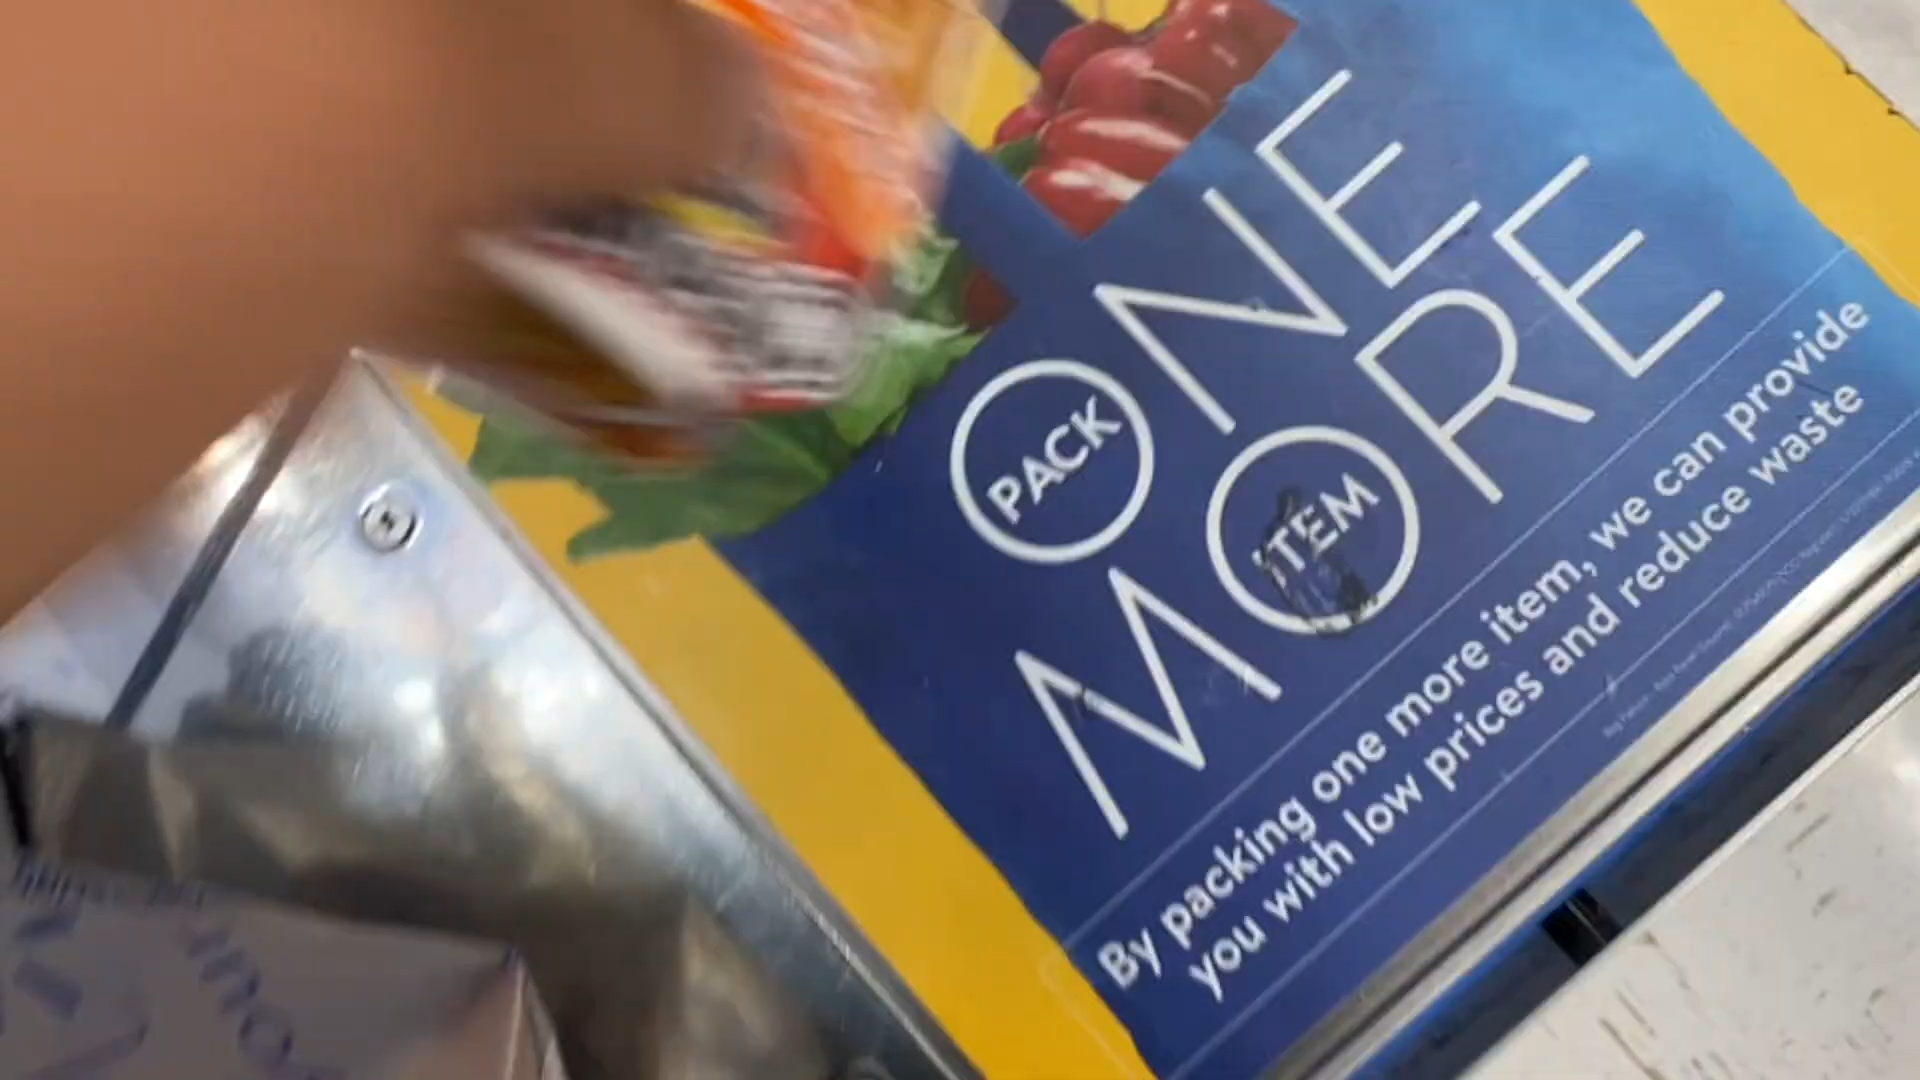 ONE
PACK
MORE
ITEM
By packing one more item, we can provide
you with low prices and reduce waste